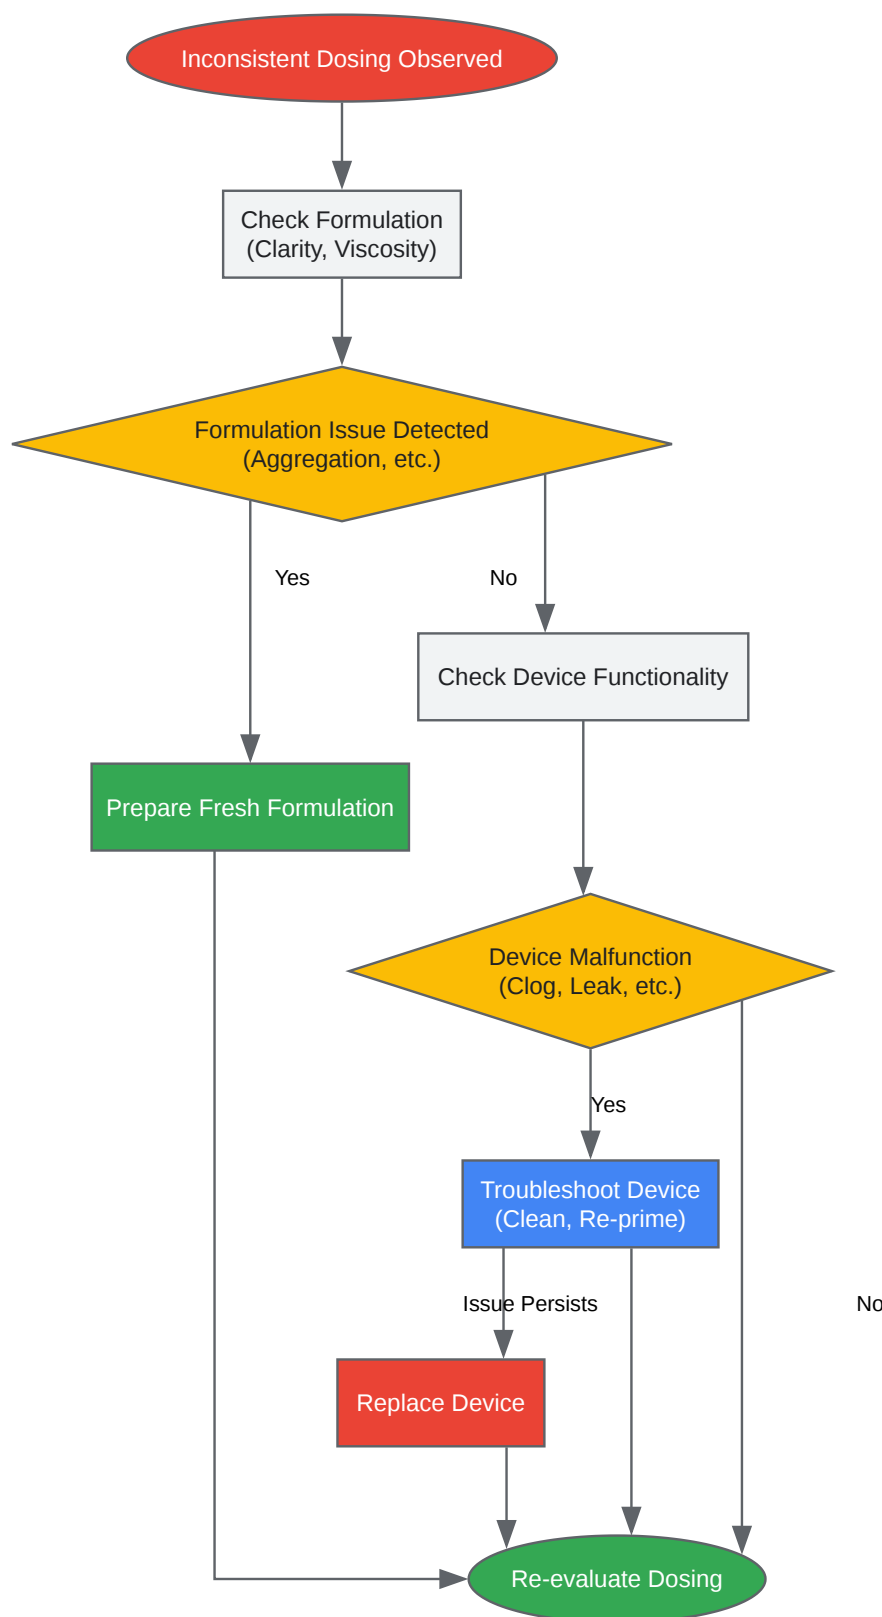 Inconsistent Dosing Observed
Check Formulation
(Clarity, Viscosity)
Formulation Issue Detected
(Aggregation, etc.)
Yes
No
Check Device Functionality
Prepare Fresh Formulation
Device Malfunction
(Clog, Leak, etc.)
Yes
Troubleshoot Device
(Clean, Re-prime)
Issue Persists
No
Replace Device
Re-evaluate Dosing